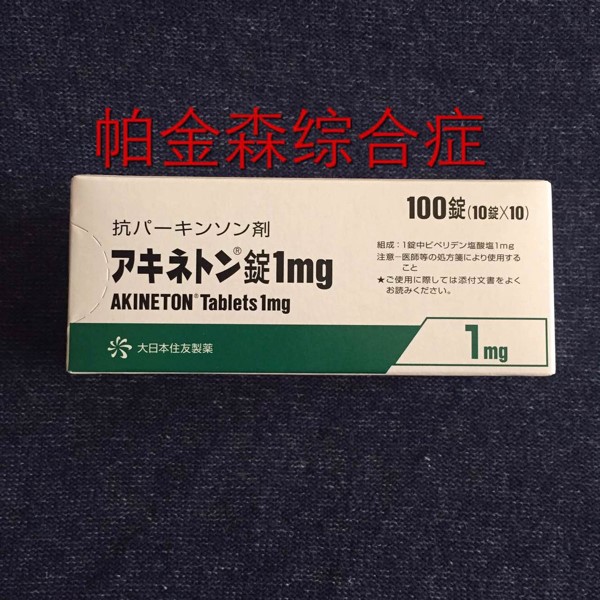 帕金森综合症
100錠(10錠×10)
抗パーキンソン剤
アキネトン®錠1mg
AKINETON® Tablets 1mg
組成:1錠中ビペリデン塩酸塩1mg
注意-医師等の処方箋により使用する
こと
★ご使用に際しては添付文書をよく
お読みください。
大日本住友製薬
1mg